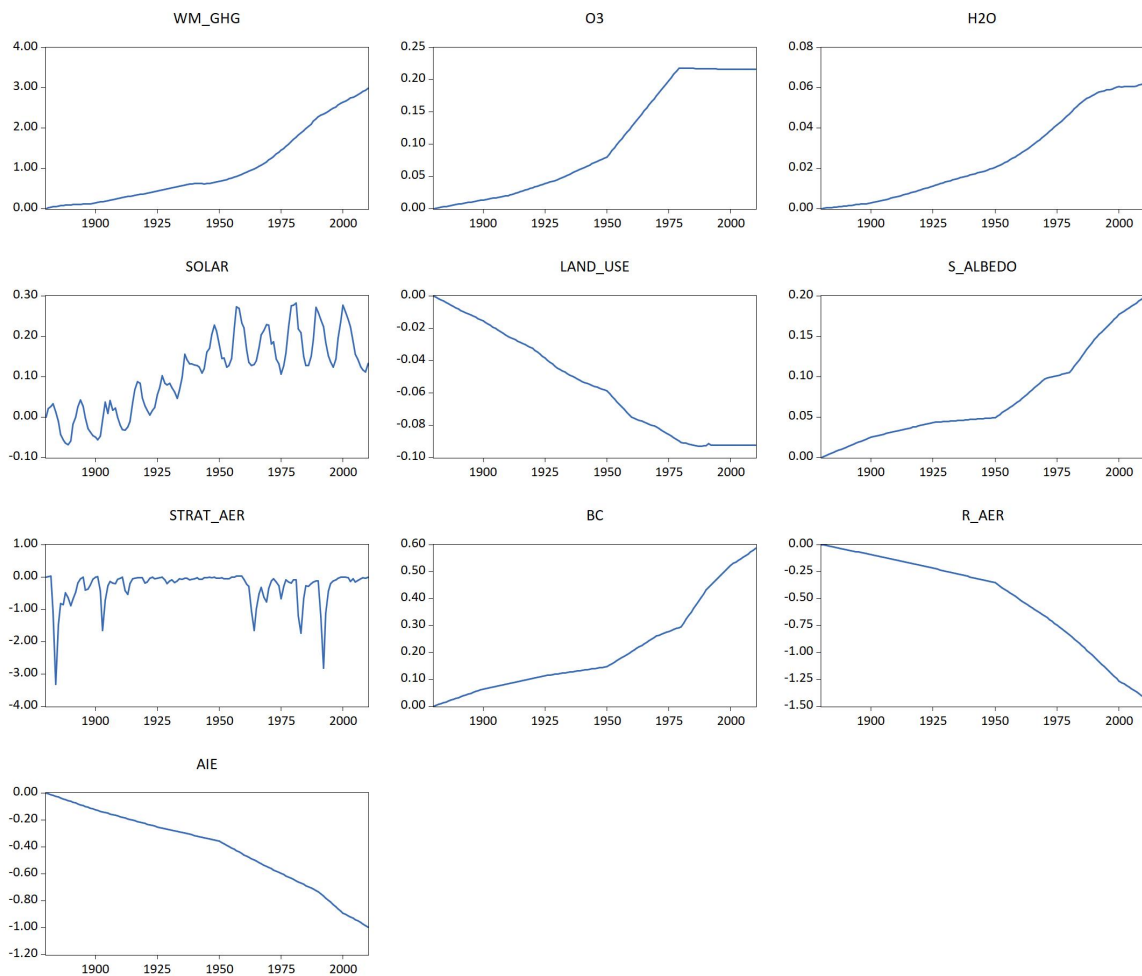 WM_GHG
4.00
3.00
2.00
1.00
0.00
1900 1925 1950 1975 2000
O3
0.25
0.20
0.15
0.10
0.05
0.00
1900 1925 1950 1975 2000
H2O
0.08
0.06
0.04
0.02
0.00
1900 1925 1950 1975 2000
SOLAR
0.30
0.20
0.10
0.00
-0.10
1900 1925 1950 1975 2000
LAND_USE
0.00
-0.02
-0.04
-0.06
-0.08
-0.10
1900 1925 1950 1975 2000
S_ALBEDO
0.20
0.15
0.10
0.05
0.00
1900 1925 1950 1975 2000
STRAT_AER
1.00
0.00
-1.00
-2.00
-3.00
-4.00
1900 1925 1950 1975 2000
BC
0.60
0.50
0.40
0.30
0.20
0.10
0.00
1900 1925 1950 1975 2000
R_AER
0.00
-0.25
-0.50
-0.75
-1.00
-1.25
-1.50
1900 1925 1950 1975 2000
AIE
0.00
-0.20
-0.40
-0.60
-0.80
-1.00
-1.20
1900 1925 1950 1975 2000